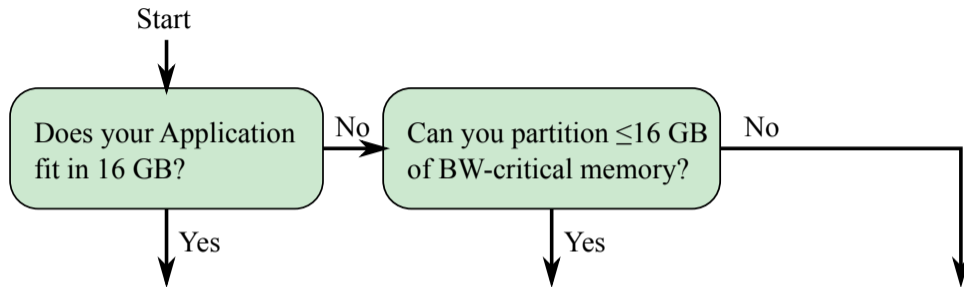 Start
Does your Application
fit in 16 GB?
No
Can you partition ≤16 GB
of BW-critical memory?
No
Yes
Yes